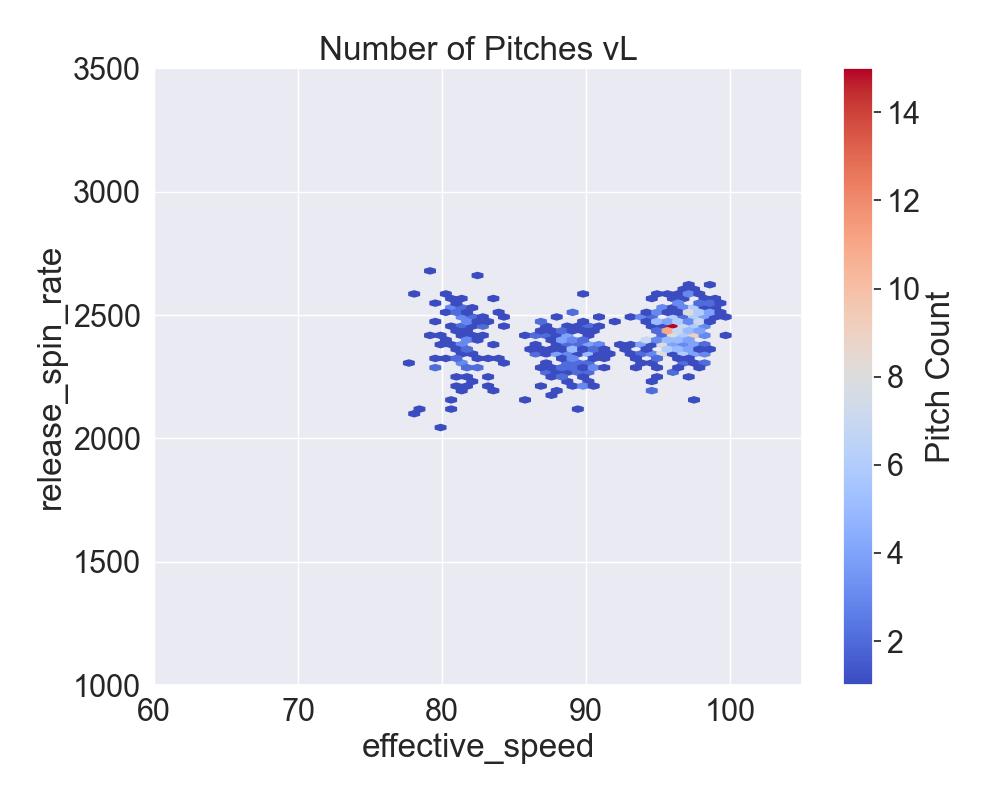 Number of Pitches vL
release_spin_rate
3500
3000
2500
2000
1500
1000
60 70 80 90 100
effective_speed
14
12
10
8
6
4
2
Pitch Count